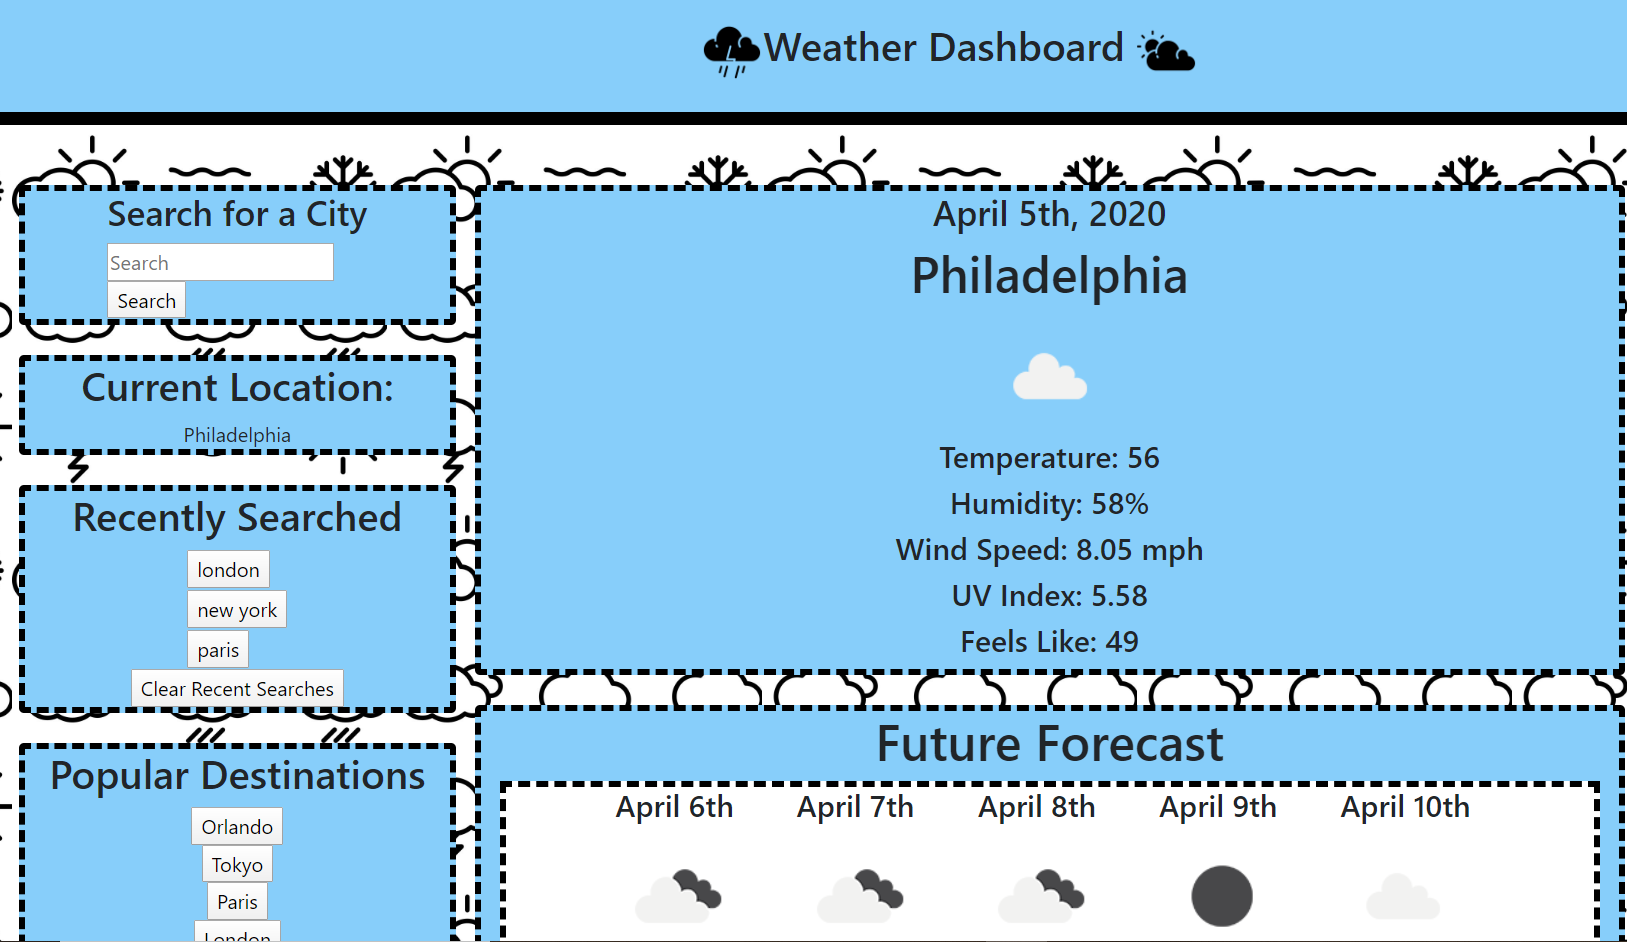 Weather Dashboard
Search for a City
Search
Search
Current Location:
Philadelphia
Recently Searched
london
new york
paris
Clear Recent Searches
Popular Destinations
Orlando
Tokyo
Paris
London
April 5th, 2020
Philadelphia
Temperature: 56
Humidity: 58%
Wind Speed: 8.05 mph
UV Index: 5.58
Feels Like: 49
Future Forecast
April 6th April 7th April 8th April 9th April 10th